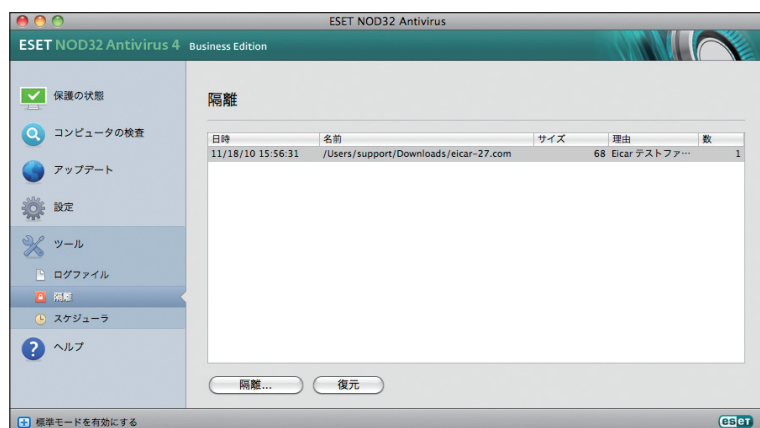 ESET NOD32 Antivirus
ESET NOD32 Antivirus 4 Business Edition
保護の状態
コンピュータの検査
アップデート
設定
ツール
ログファイル
隔離
スケジューラ
ヘルプ
隔離
日時 名前 サイズ 理由 数
11/18/10 15:56:31 /Users/support/Downloads/eicar-27.com 68 Eicar テストファ… 1
隔離... 復元
標準モードを有効にする
eset